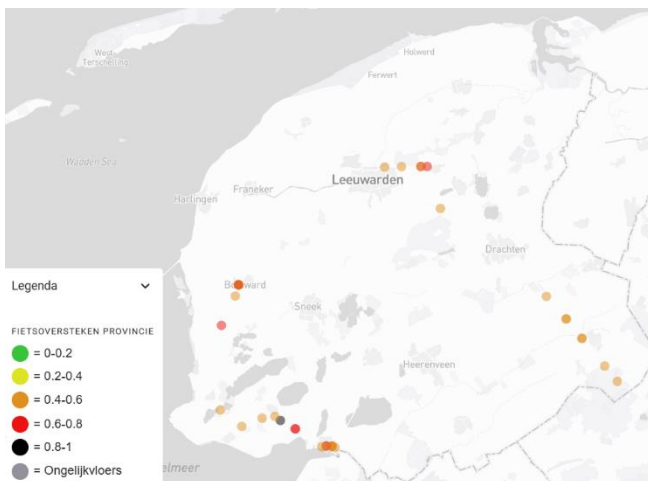 West
Terschelling
Holwerd
Ferwert
Wadden Sea
Leeuwarden
Harlingen
Franeker
Drachten
Legenda
Bolsward
Sneek
FIETSOVERSTEKEN PROVINCIE
= 0-0.2
= 0.2-0.4
Heerenveen
= 0.4-0.6
= 0.6-0.8
= 0.8-1
elmeer
= Ongelijkvloers